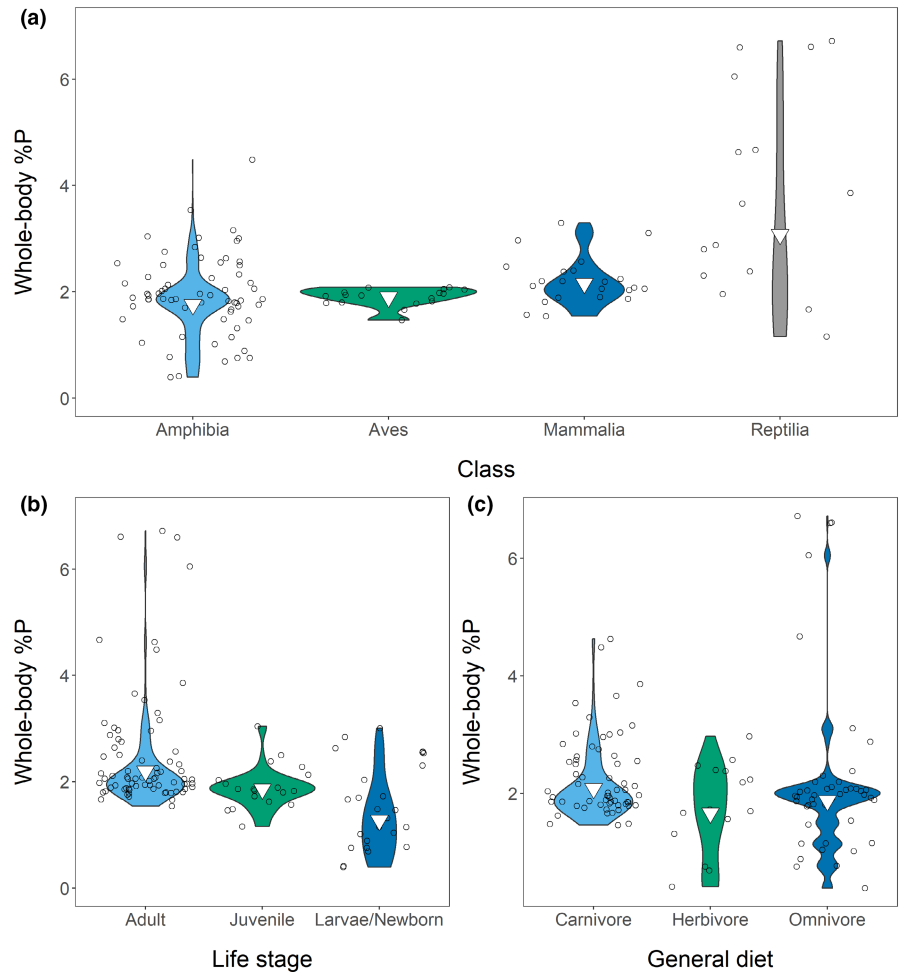 (a)
Whole-body %P
6
4
2
0
Amphibia Aves Mammalia Reptilia
Class
(b)
Whole-body %P
6
4
2
0
Adult Juvenile Larvae/Newborn
Life stage
(c)
Whole-body %P
6
4
2
Carnivore Herbivore Omnivore
General diet